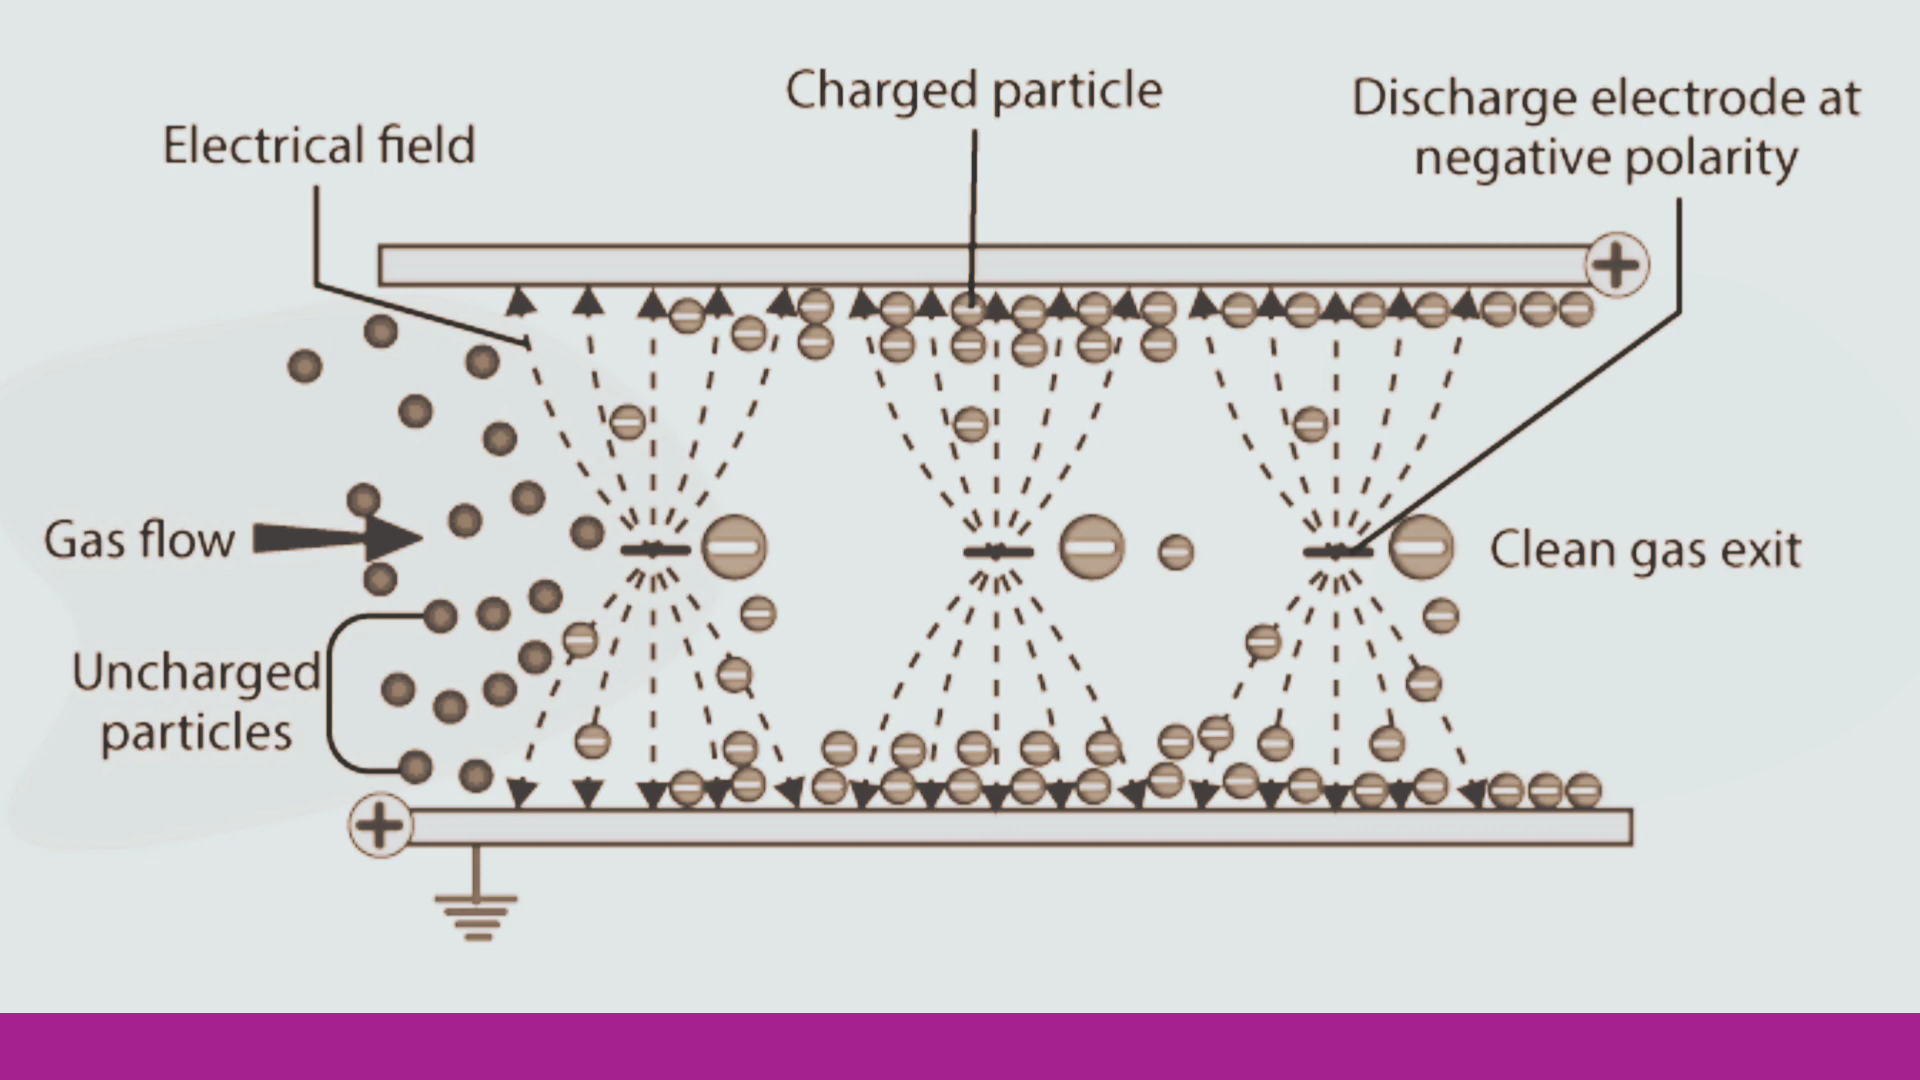 Charged particle
Discharge electrode at
negative polarity
Electrical field
Gas flow
Clean gas exit
Uncharged
particles